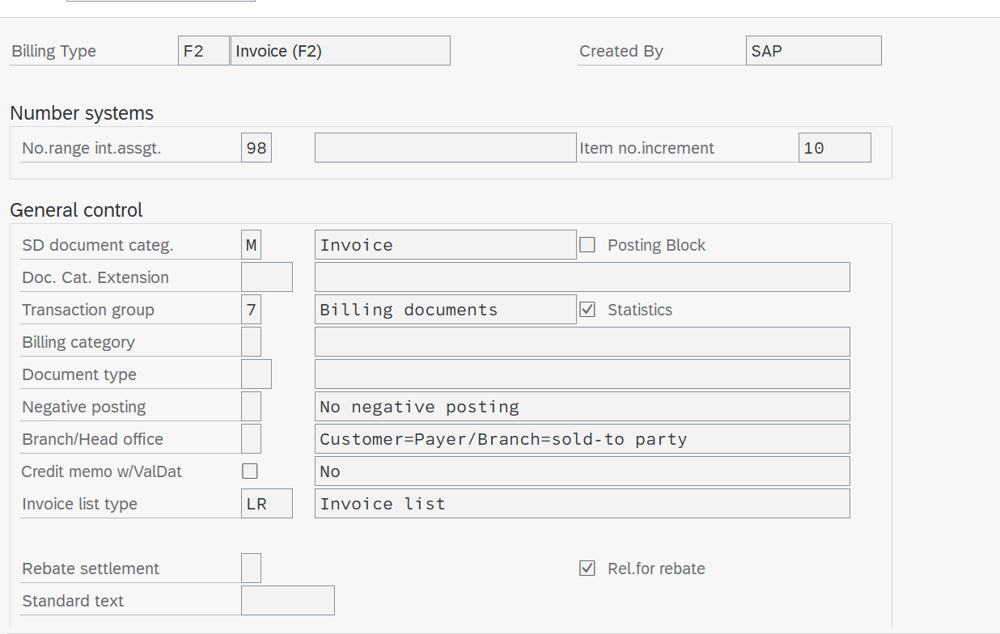 Billing Type F2 Invoice (F2) Created By SAP
Number systems
No.range int.assgt. 98 Item no.increment 10
General control
SD document categ. M Invoice Posting Block
Doc. Cat. Extension
Transaction group 7 Billing documents Statistics
Billing category
Document type
Negative posting No negative posting
Branch/Head office Customer=Payer/Branch=sold-to party
Credit memo w/ValDat No
Invoice list type LR Invoice list
Rebate settlement Rel.for rebate
Standard text